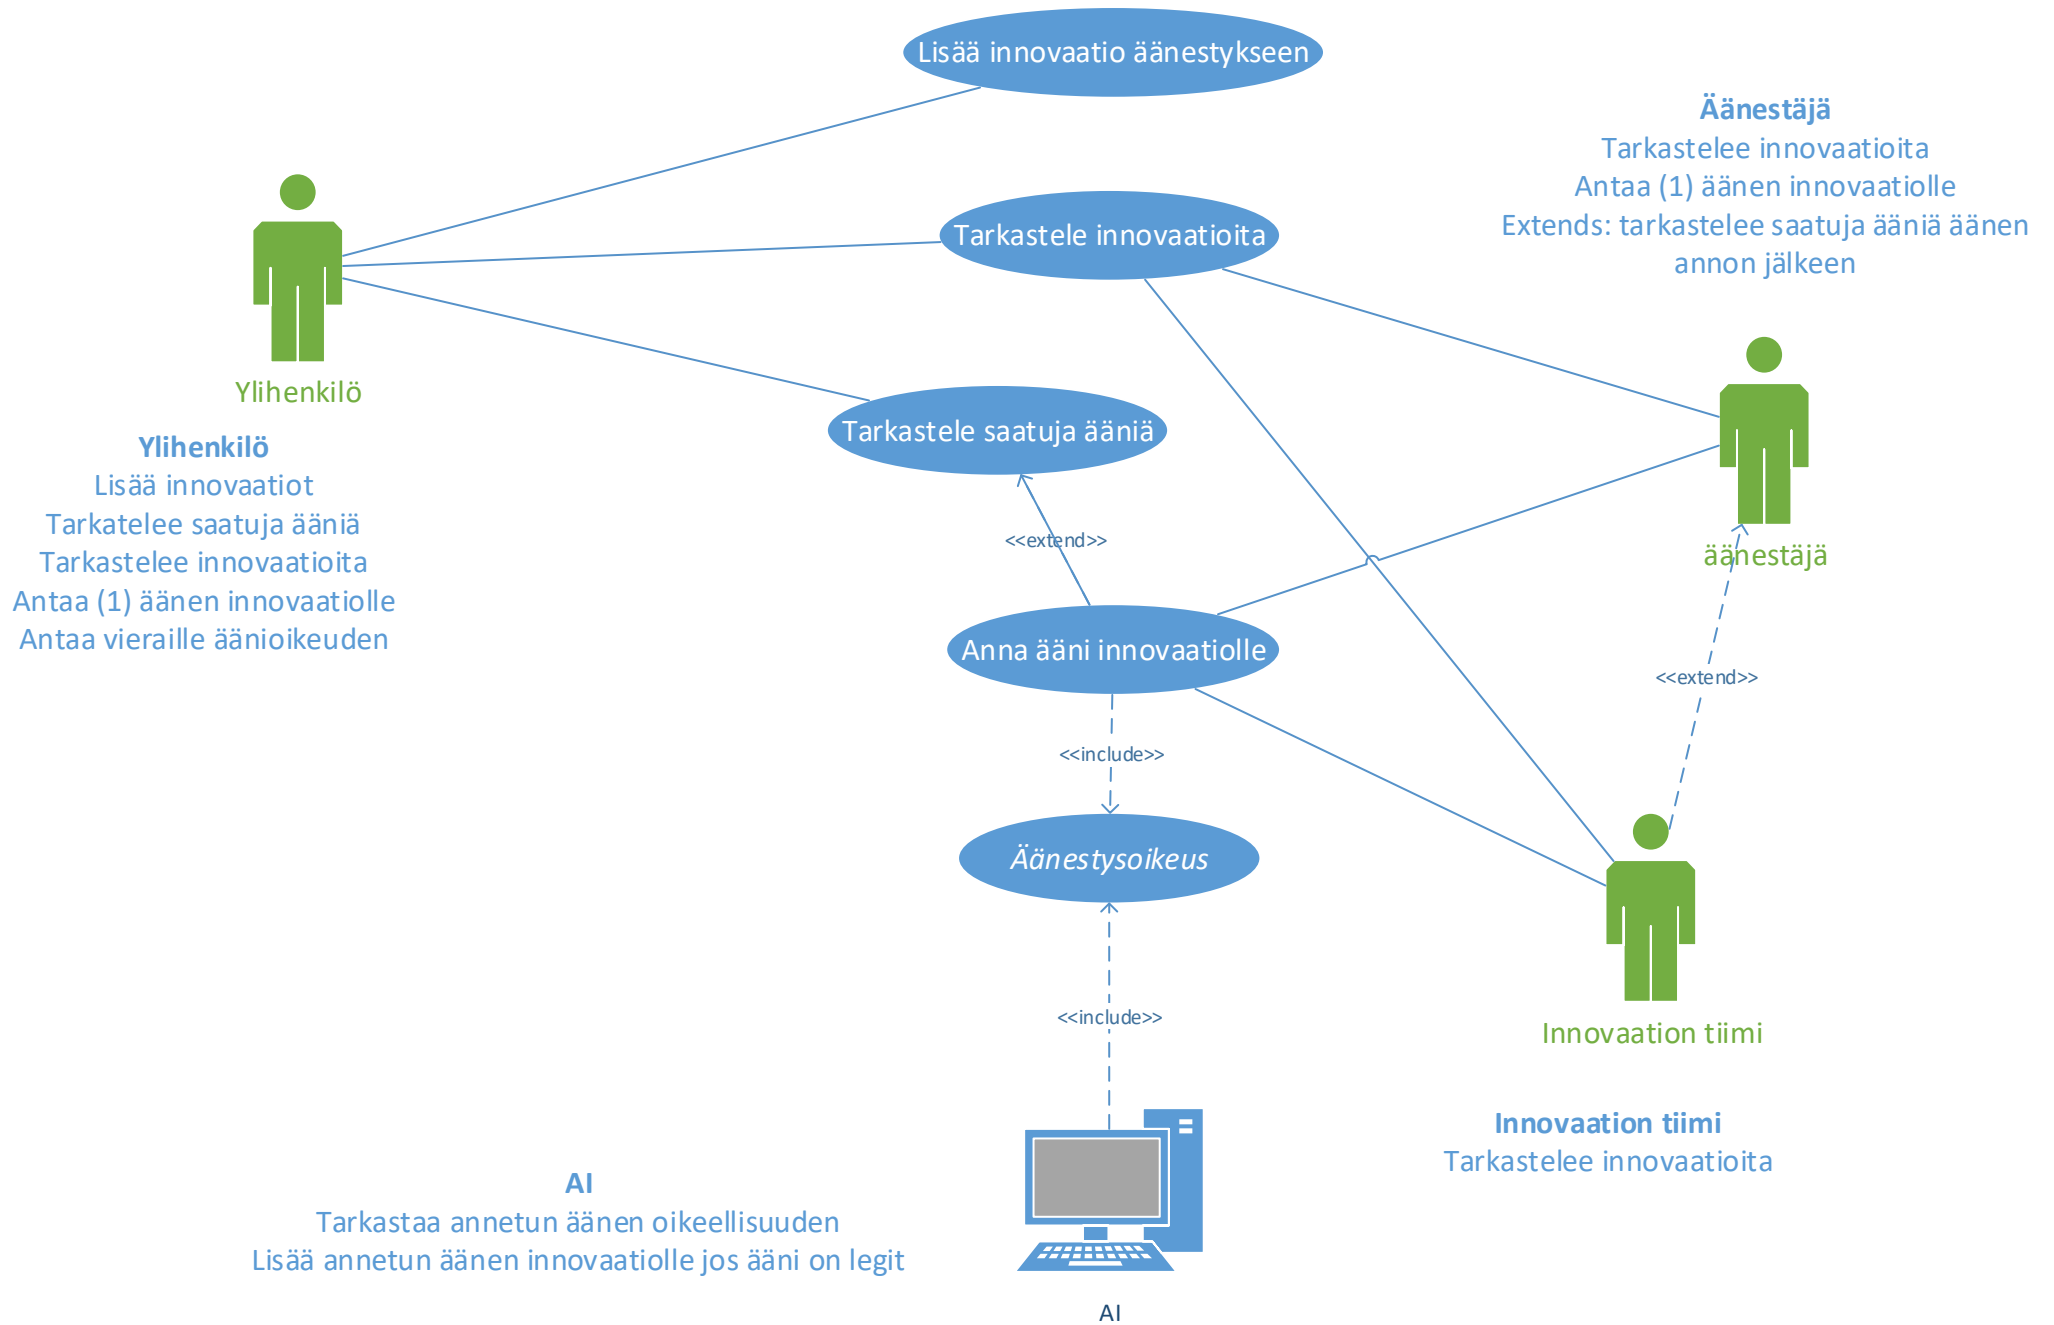 Lisää innovaatio äänestykseen
Äänestäjä
Tarkastelee innovaatioita
Antaa (1) äänen innovaatiolle
Extends: tarkastelee saatuja ääniä äänen
annon jälkeen
Tarkastele innovaatioita
Ylihenkilö
Tarkastele saatuja ääniä
Ylihenkilö
Lisää innovaatiot
Tarkatelee saatuja ääniä
Tarkastelee innovaatioita
Antaa (1) äänen innovaatiolle
Antaa vieraille äänioikeuden
<<extend>>
äänestäjä
Anna ääni innovaatiolle
<<extend>>
<<include>>
Äänestysoikeus
<<include>>
Innovaation tiimi
Innovaation tiimi
Tarkastelee innovaatioita
AI
Tarkastaa annetun äänen oikeellisuuden
Lisää annetun äänen innovaatiolle jos ääni on legit
AI